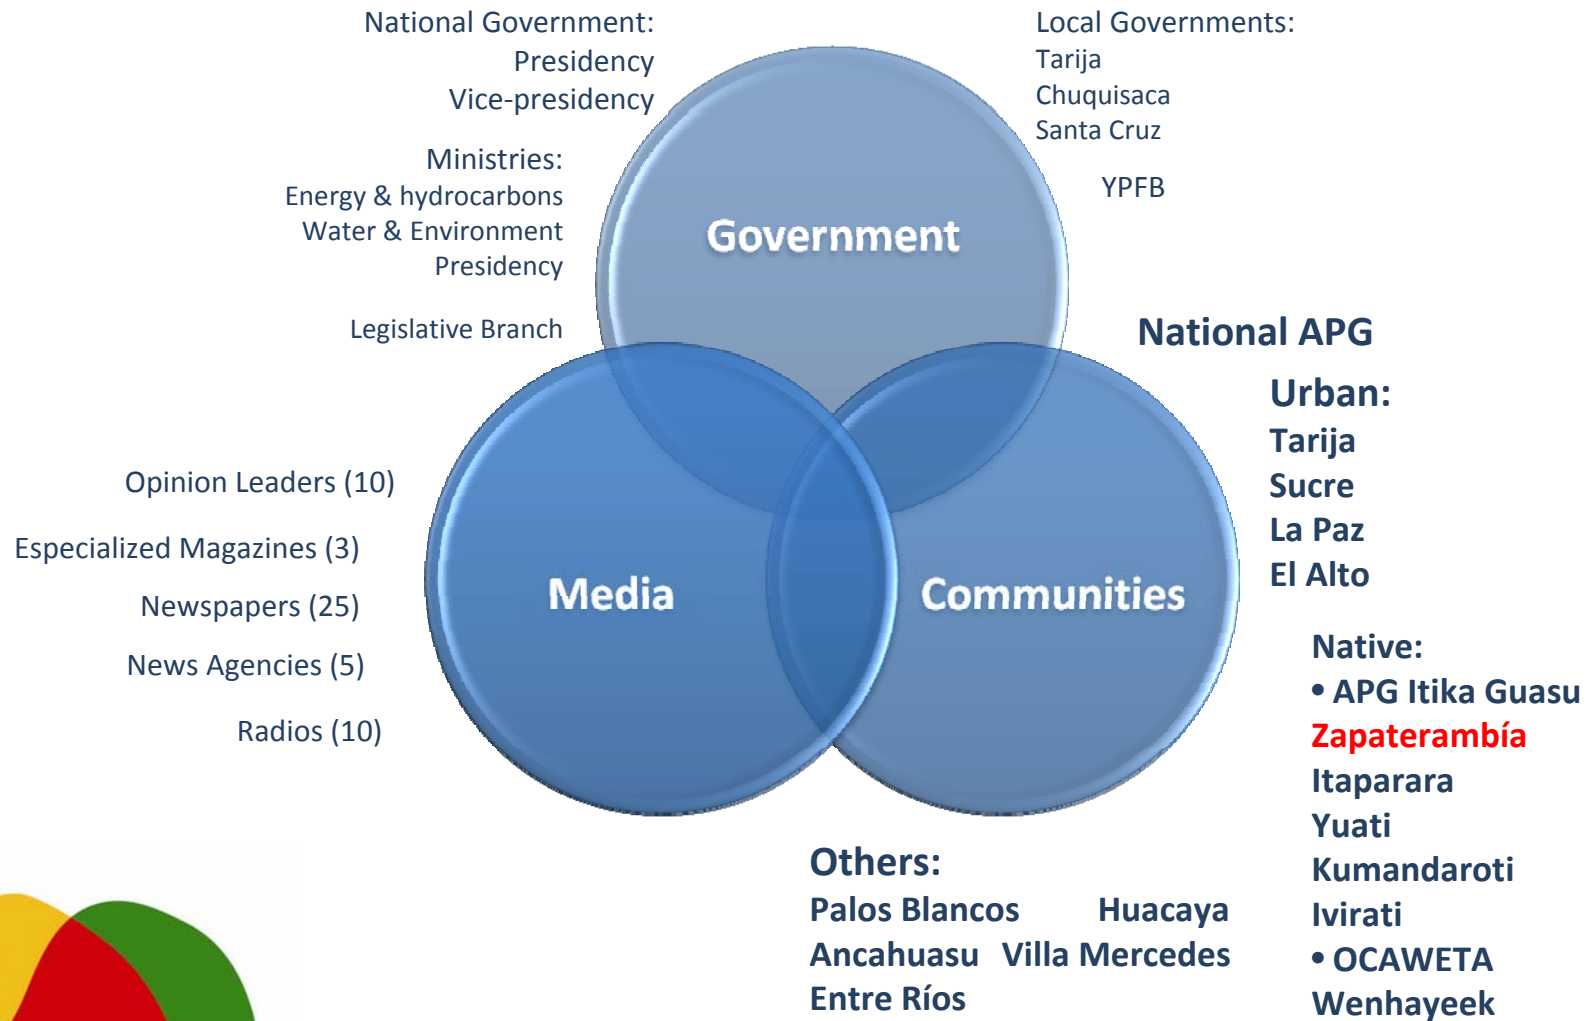 National Government:
Presidency
Vice-presidency
Ministries:
Energy & hydrocarbons
Water & Environment
Presidency
Legislative Branch
Local Governments:
Tarija
Chuquisaca
Santa Cruz
YPFB
Government
National APG
Urban:
Tarija
Sucre
La Paz
El Alto
Opinion Leaders (10)
Especialized Magazines (3)
Newspapers (25)
News Agencies (5)
Radios (10)
Media
Communities
Native:
• APG Itika Guasu
Zapaterambía
Itaparara
Yuati
Kumandaroti
Ivirati
• OCAWETA
Wenhayeek
Others:
Palos Blancos Huacaya
Ancahuasu Villa Mercedes
Entre Ríos